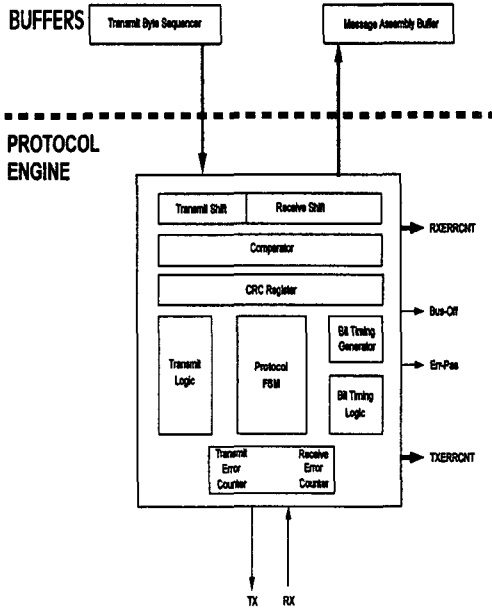 BUFFERS
Transmit Byte Sequencer
Message Assembly Buffer
PROTOCOL
ENGINE
Transmit Shift
Receive Shift
Comparator
CRC Register
Transmit
Logic
Protocol
FSM
Bit Timing
Generator
Bit Timing
Logic
Transmit
Error
Counter
Receive
Error
Counter
RXERRCNT
Bus-Off
Err-Pas
TXERRCNT
TX
RX